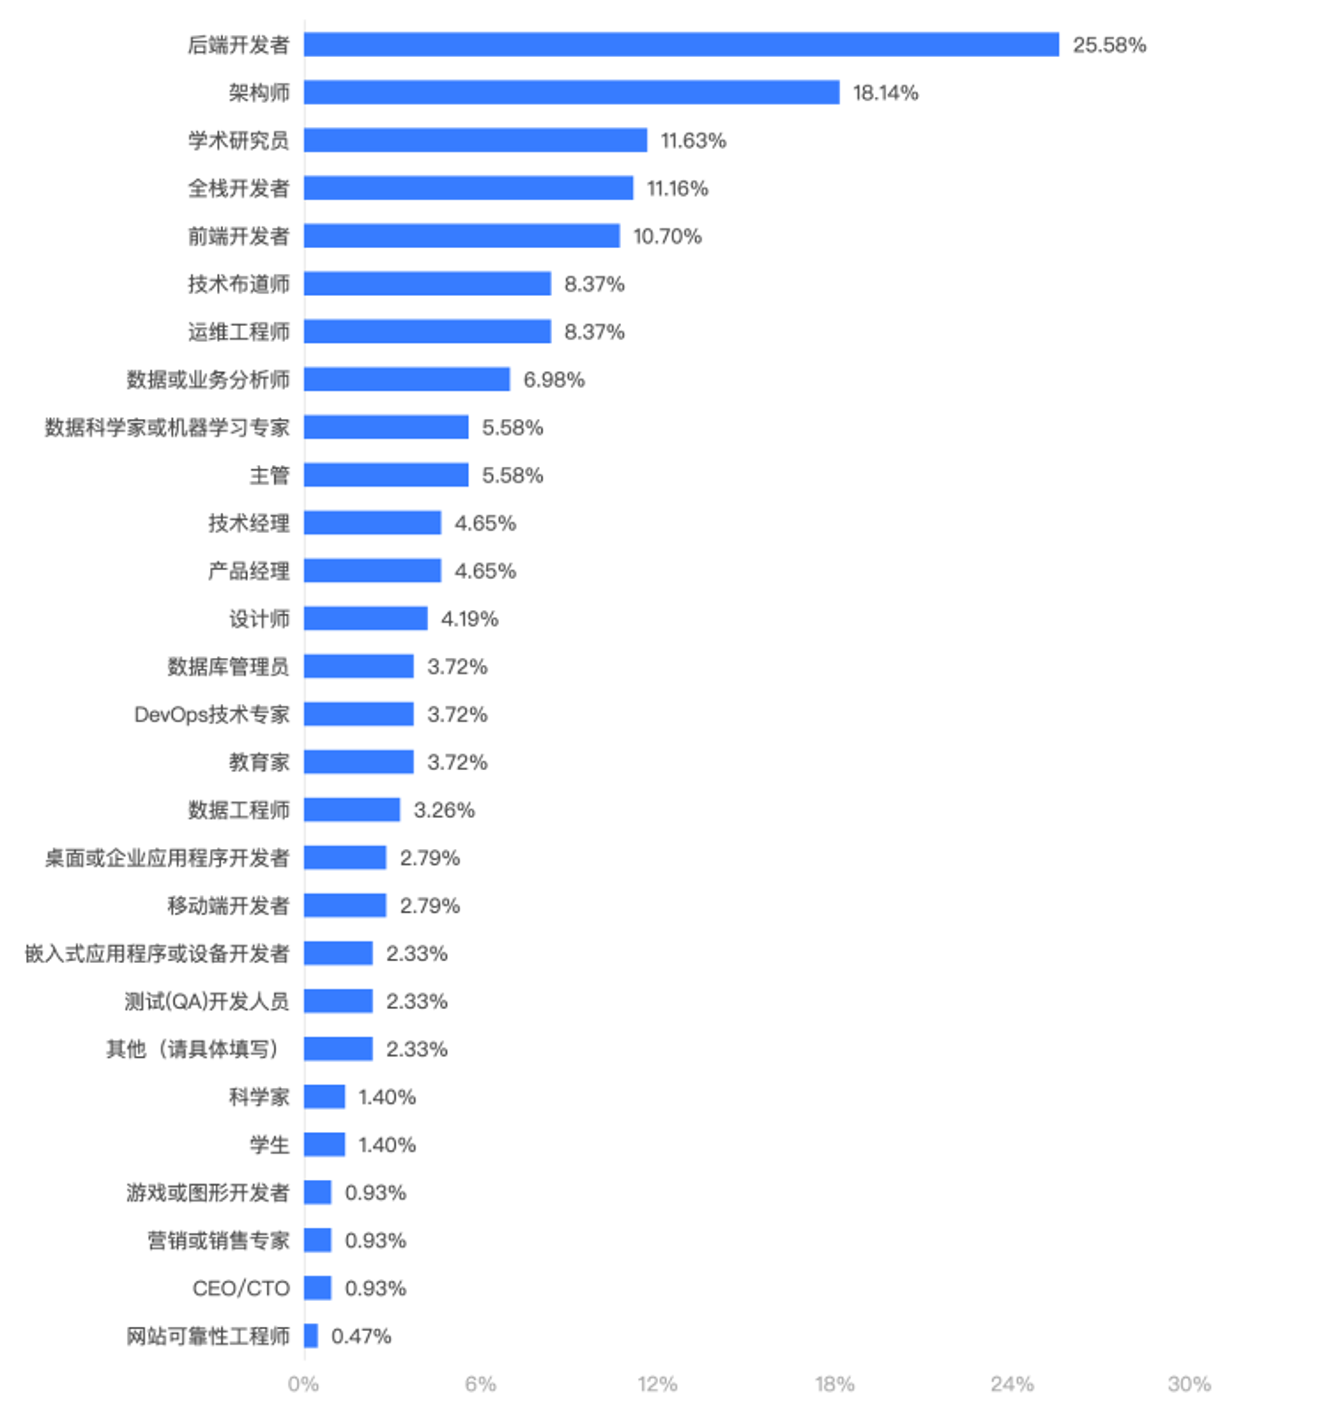 后端开发者 25.58%
架构师 18.14%
学术研究员 11.63%
全栈开发者 11.16%
前端开发者 10.70%
技术布道师 8.37%
运维工程师 8.37%
数据或业务分析师 6.98%
数据科学家或机器学习专家 5.58%
主管 5.58%
技术经理 4.65%
产品经理 4.65%
设计师 4.19%
数据库管理员 3.72%
DevOps技术专家 3.72%
教育家 3.72%
数据工程师 3.26%
桌面或企业应用程序开发者 2.79%
移动端开发者 2.79%
嵌入式应用程序或设备开发者 2.33%
测试(QA)开发人员 2.33%
其他（请具体填写） 2.33%
科学家 1.40%
学生 1.40%
游戏或图形开发者 0.93%
营销或销售专家 0.93%
CEO/CTO 0.93%
网站可靠性工程师 0.47%
0% 6% 12% 18% 24% 30%